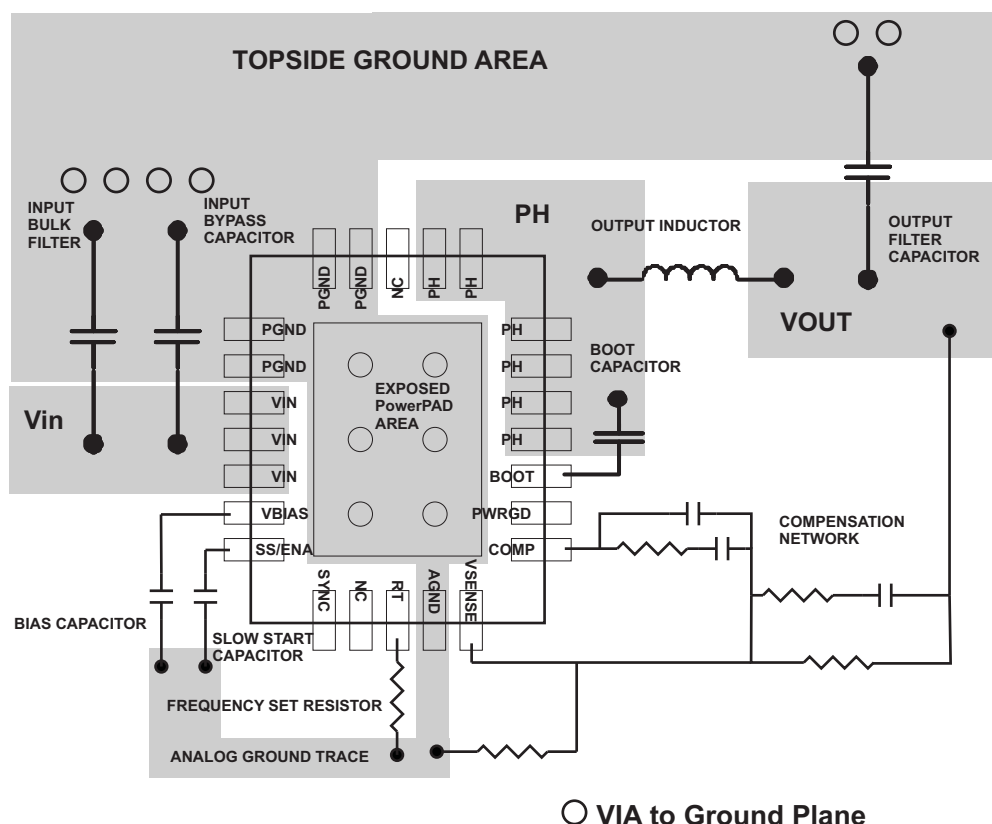 TOPSIDE GROUND AREA
INPUT
BULK
FILTER
INPUT
BYPASS
CAPACITOR
PH
OUTPUT INDUCTOR
OUTPUT
FILTER
CAPACITOR
VOUT
PGND
PGND
NC
PH
PH
PGND
PGND
VIN
VIN
VIN
VBIAS
SS/ENA
Vin
EXPOSED
PowerPAD
AREA
PH
PH
PH
PH
BOOT
PWRGD
COMP
BOOT
CAPACITOR
SYNC
NC
RT
AGND
VSENSE
COMPENSATION
NETWORK
BIAS CAPACITOR
SLOW START
CAPACITOR
FREQUENCY SET RESISTOR
ANALOG GROUND TRACE
VIA to Ground Plane